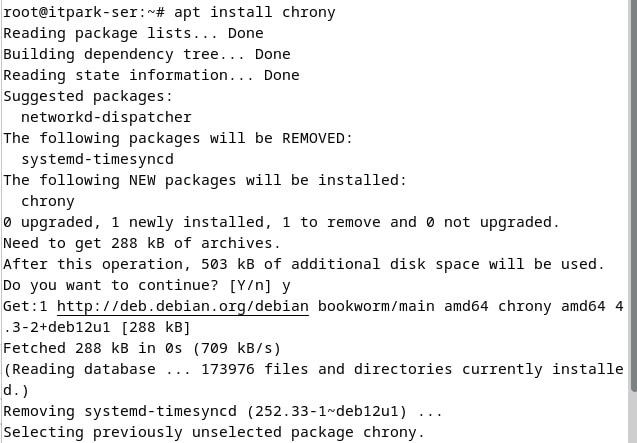 root@itpark-ser:~# apt install chrony
Reading package lists... Done
Building dependency tree... Done
Reading state information... Done
Suggested packages:
  networkd-dispatcher
The following packages will be REMOVED:
  systemd-timesyncd
The following NEW packages will be installed:
  chrony
0 upgraded, 1 newly installed, 1 to remove and 0 not upgraded.
Need to get 288 kB of archives.
After this operation, 503 kB of additional disk space will be used.
Do you want to continue? [Y/n] y
Get:1 http://deb.debian.org/debian bookworm/main amd64 chrony amd64 4
.3-2+deb12u1 [288 kB]
Fetched 288 kB in 0s (709 kB/s)
(Reading database ... 173976 files and directories currently installe
d.)
Removing systemd-timesyncd (252.33-1~deb12u1) ...
Selecting previously unselected package chrony.